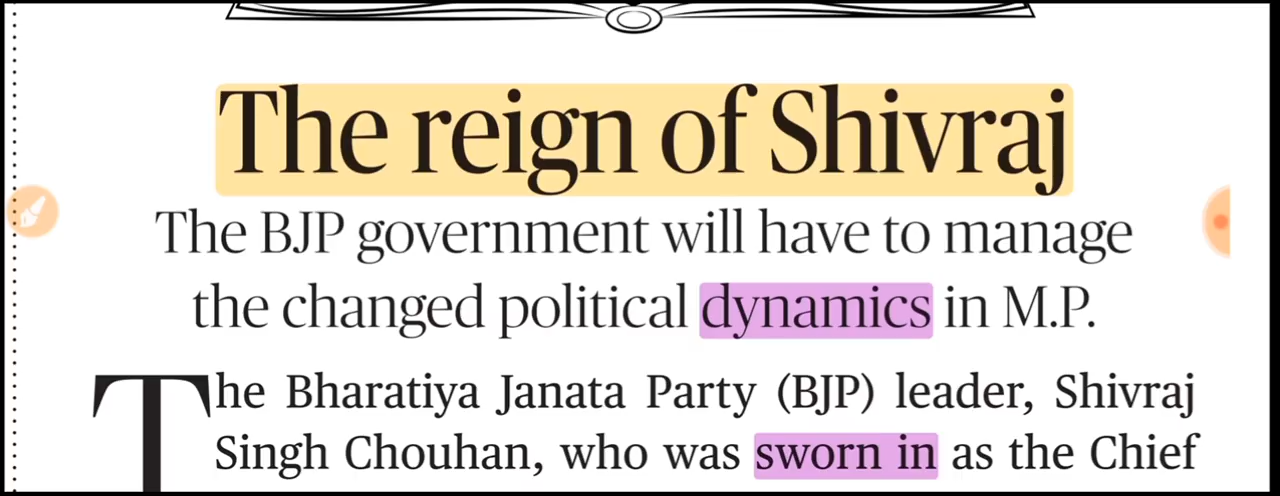 The reign of Shivraj
The BJP government will have to manage
the changed political dynamics in M.P.
The Bharatiya Janata Party (BJP) leader, Shivraj
Singh Chouhan, who was sworn in as the Chief